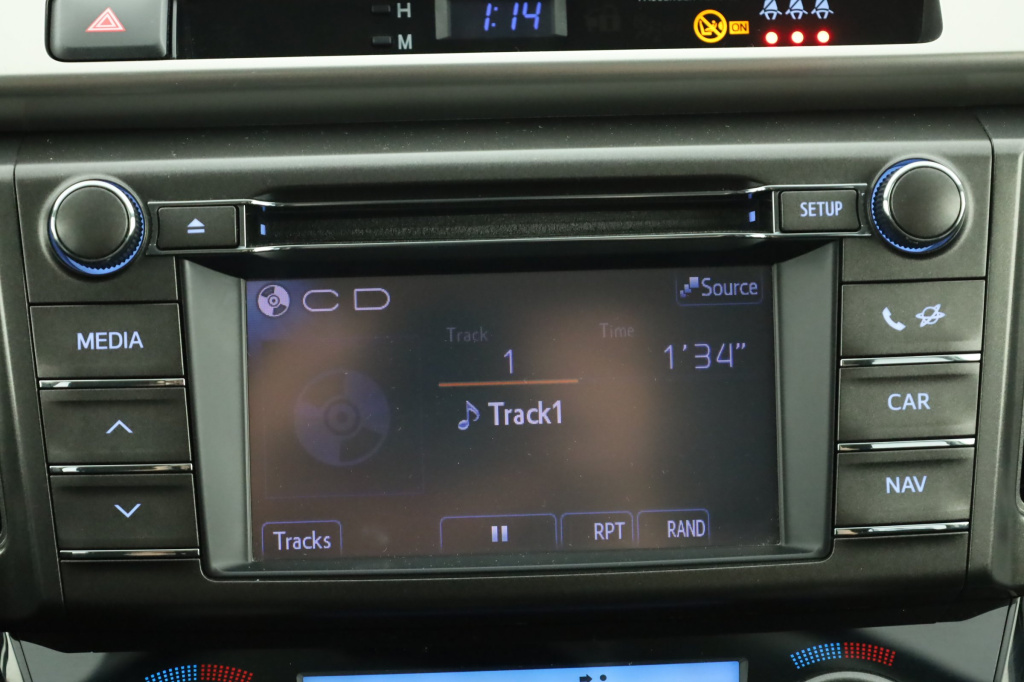 H
1:14
ON
M
SETUP
CD
Source
MEDIA
Track
Time
1
1'34"
Track1
CAR
NAV
Tracks
RPT
RAND